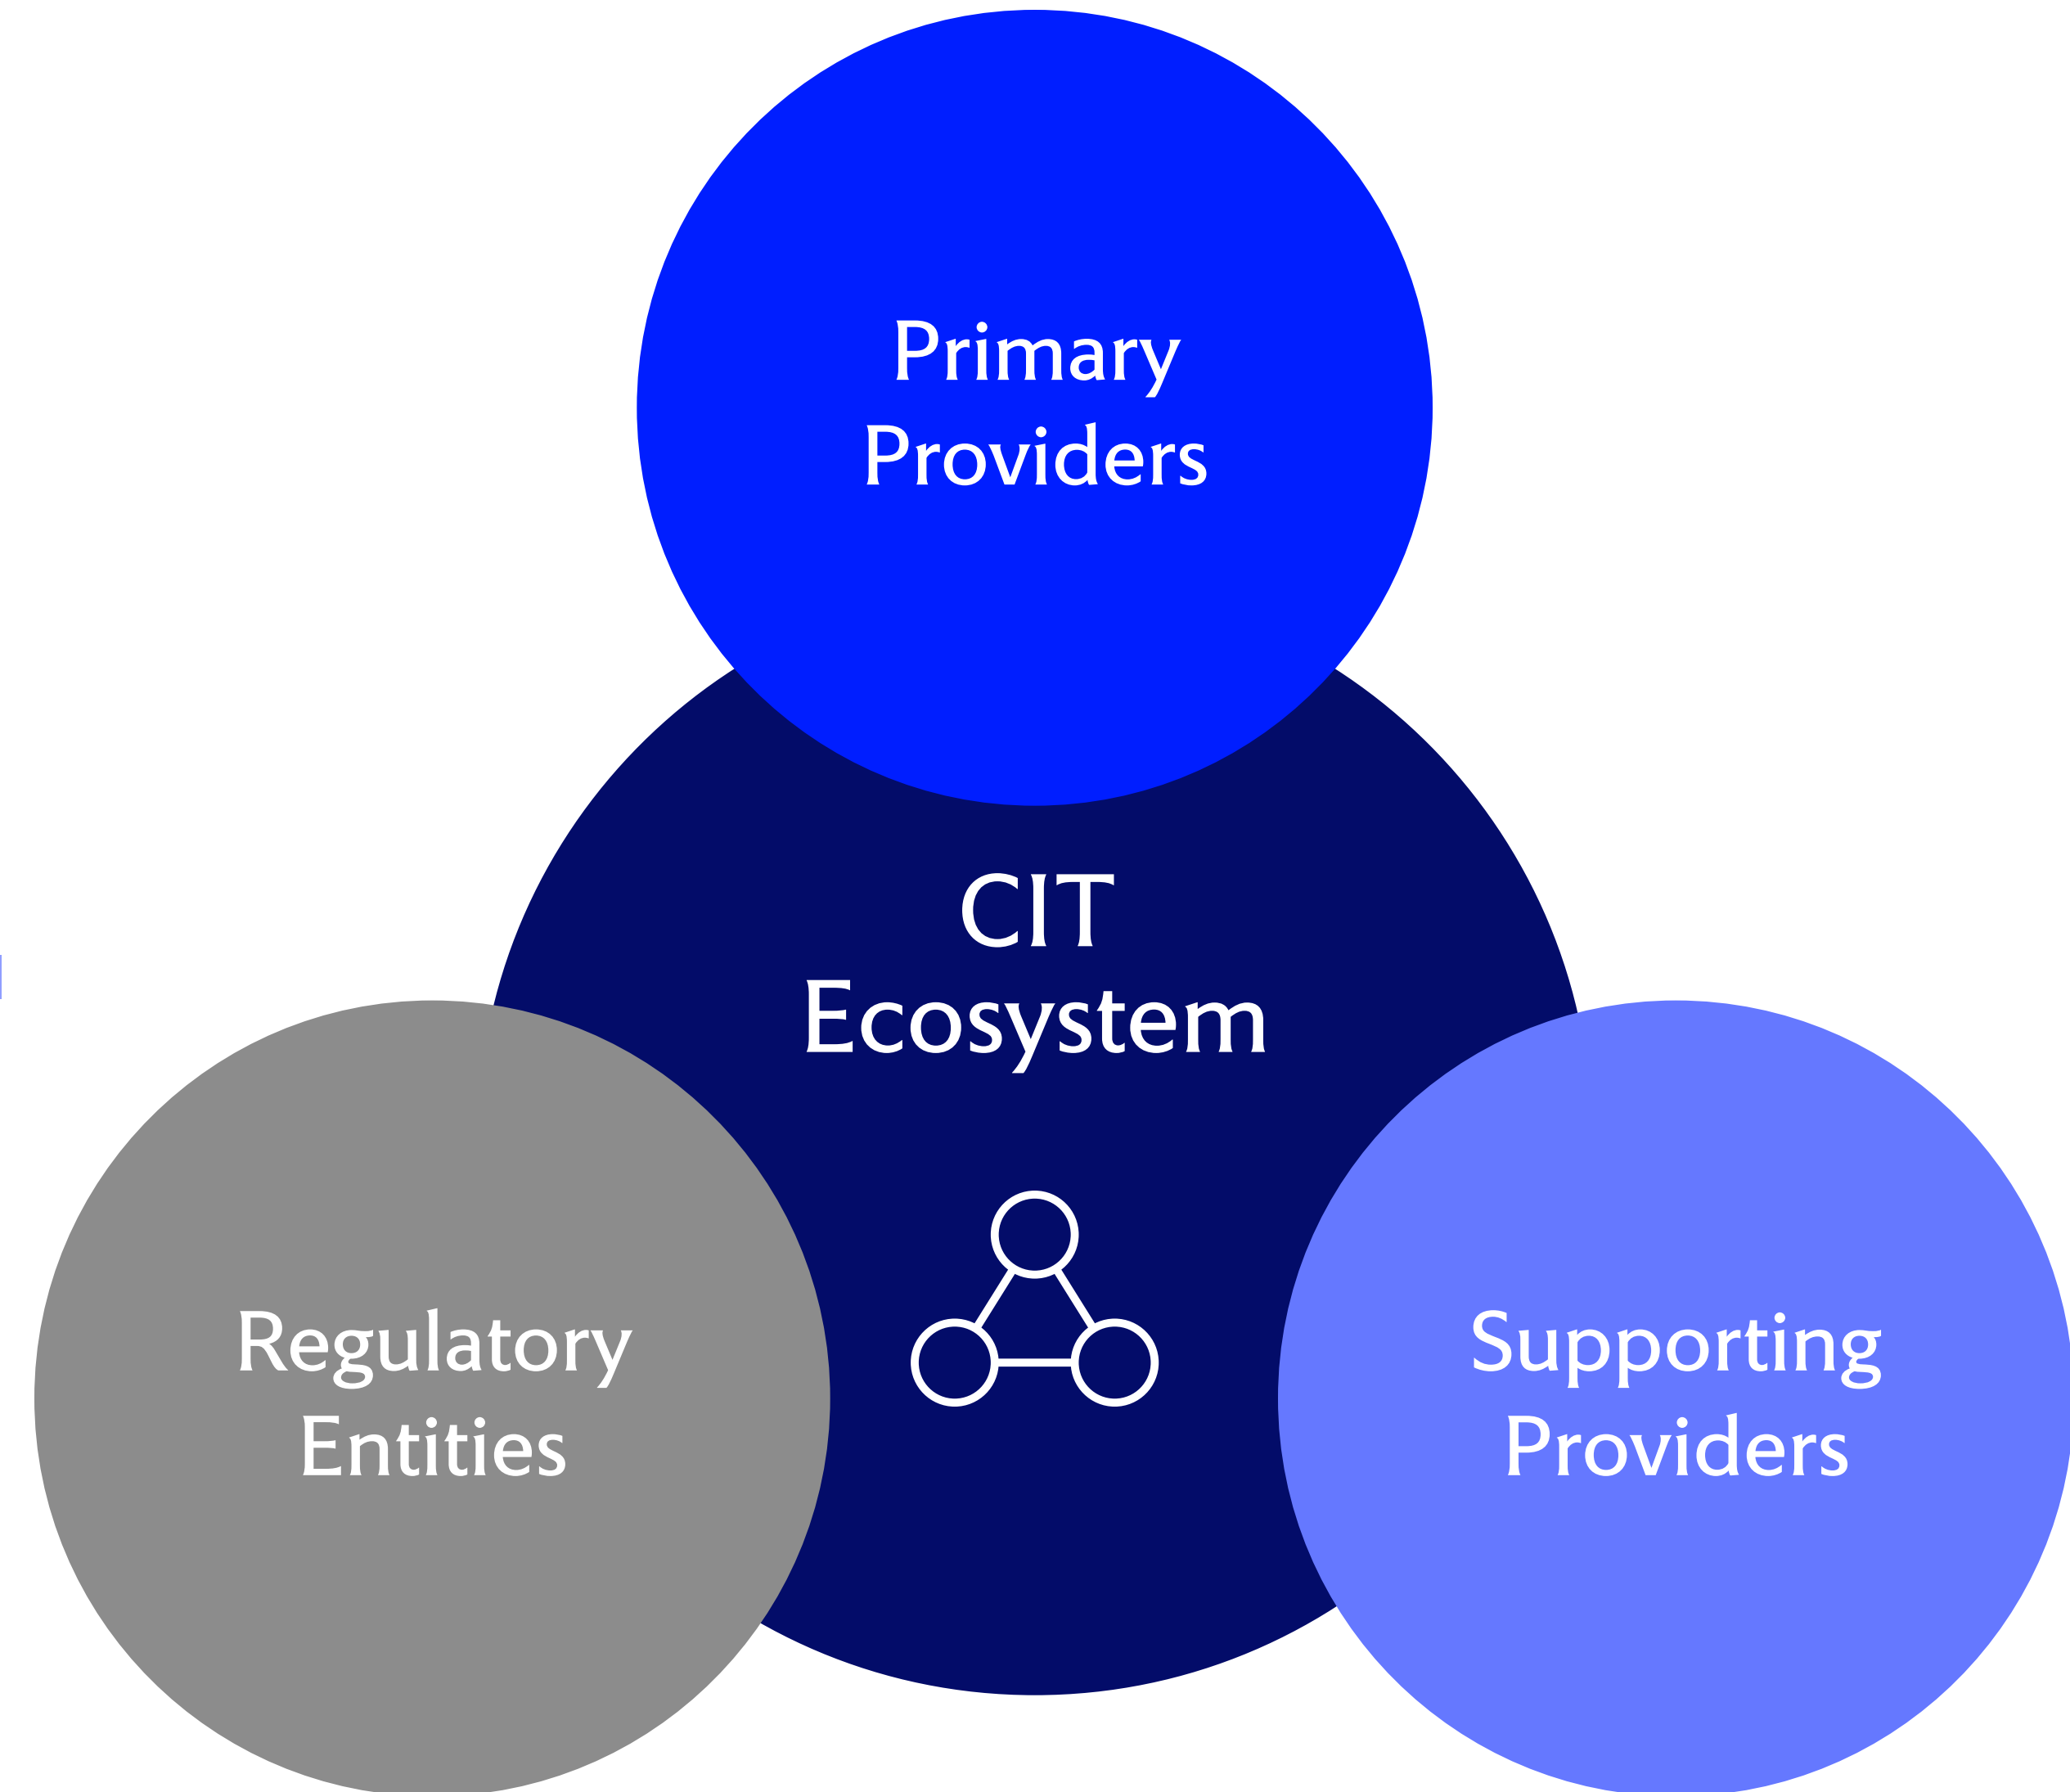 Primary
Providers
CIT
Ecosystem
Regulatory
Entities
Supporting
Providers